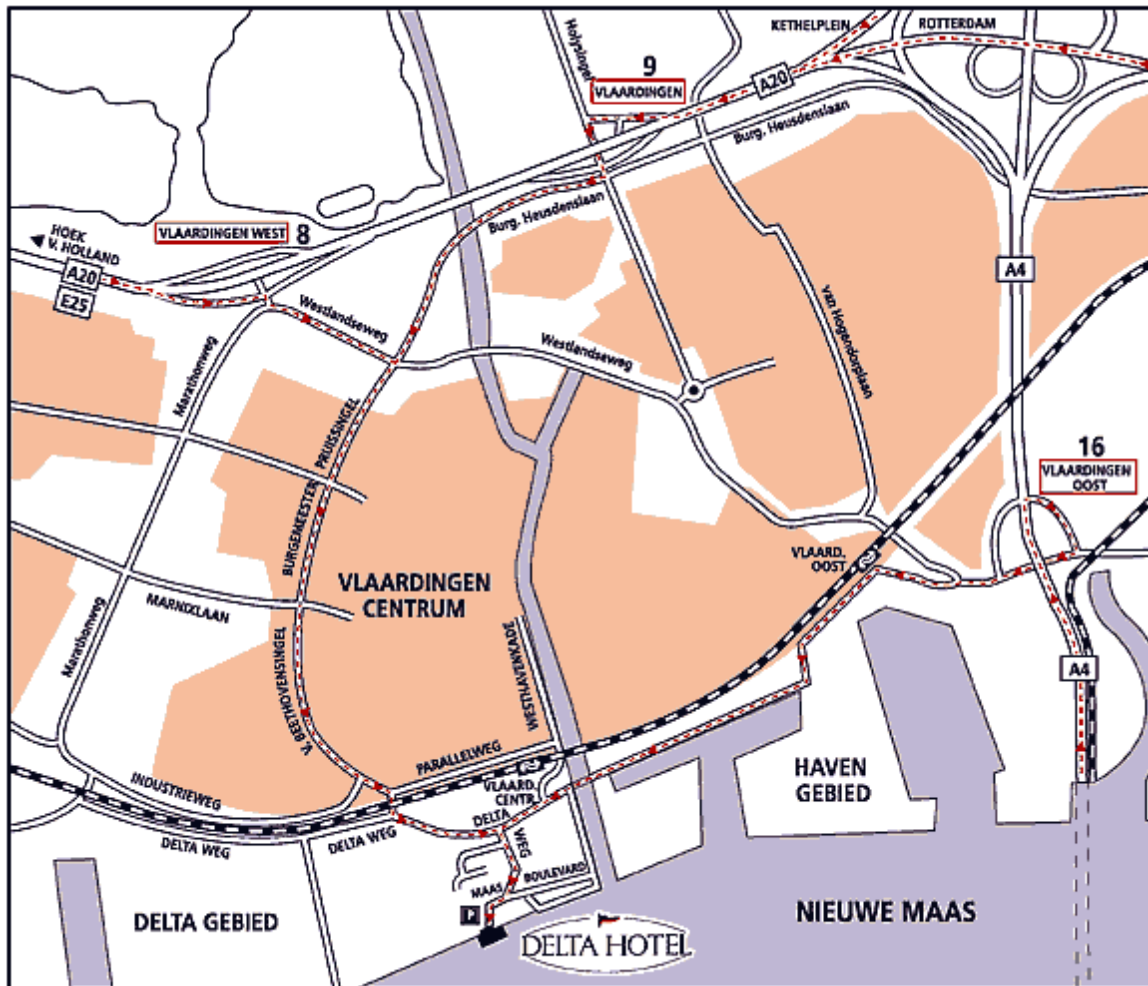 KETHELPLEIN
ROTTERDAM
Holysingel
9
VLAARDINGEN
A20
Burg. Heusdenslaan
Burg. Heusdenslaan
HOEK
V. HOLLAND
VLAARDINGEN WEST
8
A20
E25
A4
Westlandseweg
Westlandseweg
Van Hogendorplaan
Marathonweg
BURGEMEESTER PRUISSINGEL
16
VLAARDINGEN
OOST
VLAARD.
OOST
VLAARDINGEN
CENTRUM
MARNIXLAAN
Marathonweg
V. BEETHOVENSINGEL
WESTHAVENKADE
A4
PARALLELWEG
INDUSTRIEWEG
VLAARD.
CENTR.
HAVEN
GEBIED
DELTA WEG
DELTA WEG
DELTA
WEG
MAAS BOULEVARD
P
DELTA GEBIED
NIEUWE MAAS
DELTA HOTEL